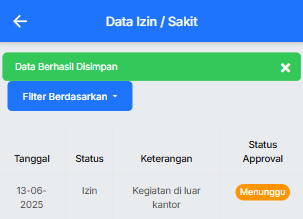 Data Izin / Sakit
Data Berhasil Disimpan
Filter Berdasarkan
Tanggal Status Keterangan Status Approval
13-06-2025 Izin Kegiatan di luar kantor Menunggu